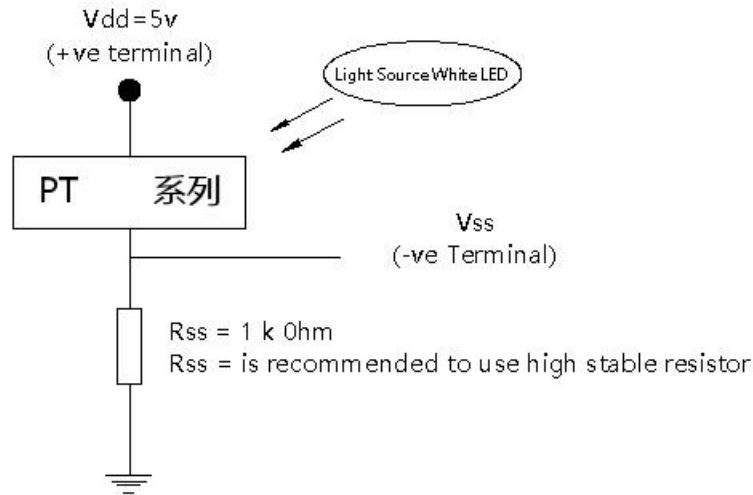 Vdd=5v
(+ve terminal)
Light Source White LED
PT 系列
Vss
(-ve Terminal)
Rss = 1 k Ohm
Rss = is recommended to use high stable resistor